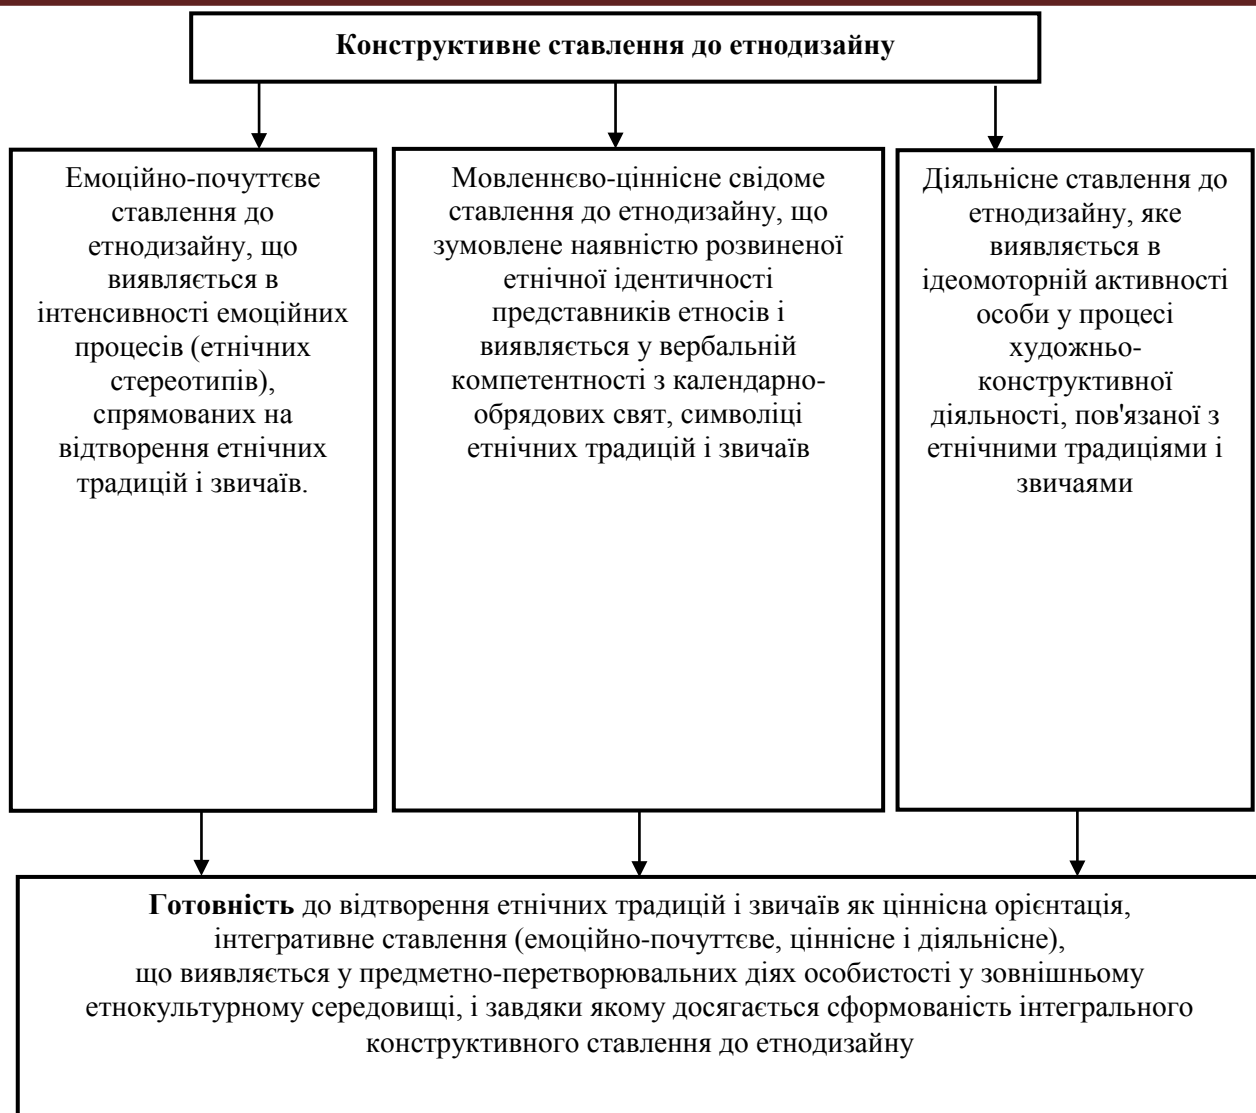 Конструктивне ставлення до етнодизайну
Емоційно-почуттєве
ставлення до
етнодизайну, що
виявляється в
інтенсивності емоційних
процесів (етнічних
стереотипів),
спрямованих на
відтворення етнічних
традицій і звичаїв.
Мовленнєво-ціннісне свідоме
ставлення до етнодизайну, що
зумовлене наявністю розвиненої
етнічної ідентичності
представників етносів і
виявляється у вербальній
компетентності з календарно-
обрядових свят, символіці
етнічних традицій і звичаїв
Діяльнісне ставлення до
етнодизайну, яке
виявляється в
ідеомоторній активності
особи у процесі
художньо-
конструктивної
діяльності, пов'язаної з
етнічними традиціями і
звичаями
Готовність до відтворення етнічних традицій і звичаїв як ціннісна орієнтація,
інтегративне ставлення (емоційно-почуттєве, ціннісне і діяльнісне),
що виявляється у предметно-перетворювальних діях особистості у зовнішньому
етнокультурному середовищі, і завдяки якому досягається сформованість інтегрального
конструктивного ставлення до етнодизайну